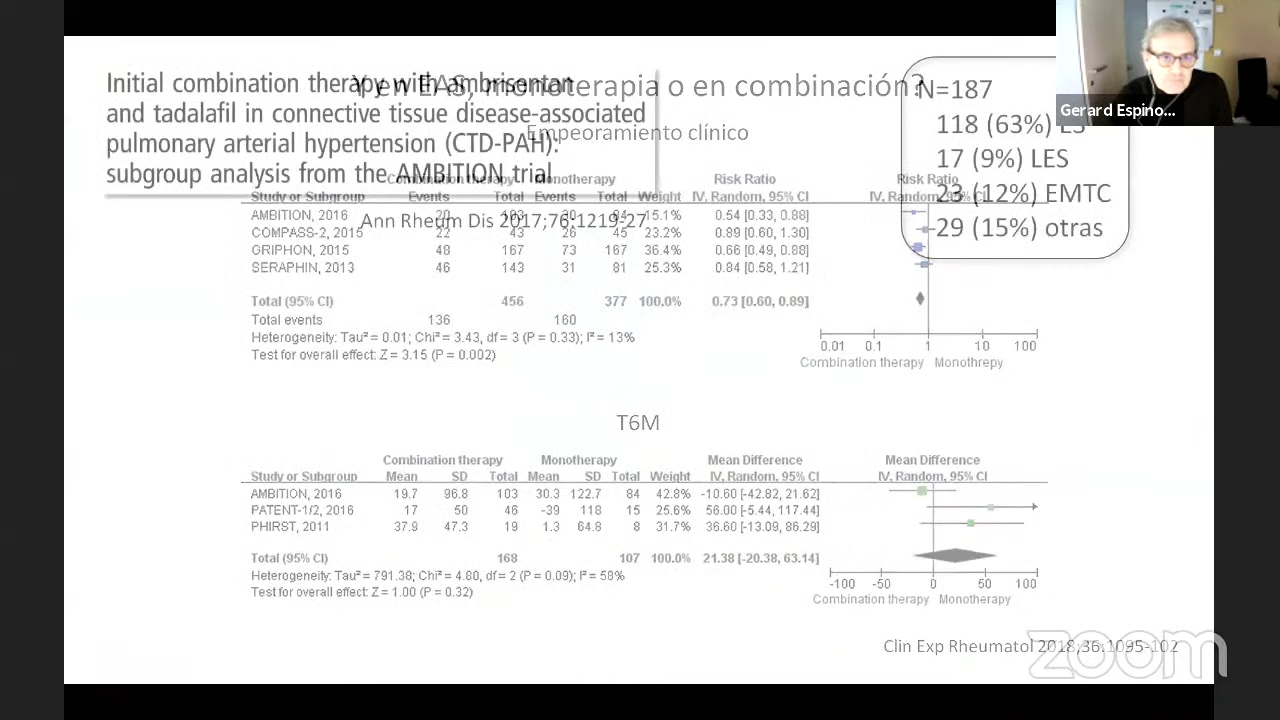 Initial combination therapy with ambrisentan
and tadalafil in connective tissue disease-associated
pulmonary arterial hypertension (CTD-PAH):
subgroup analysis from the AMBITION trial
Ann Rheum Dis 2017;76:1219-27
Y en EAS, monoterapia o en combinación?
Empeoramiento clínico
N=187
118 (63%) ES
17 (9%) LES
23 (12%) EMTC
29 (15%) otras
Gerard Espino...
Combination therapy Monotherapy Risk Ratio Risk Ratio
Study or Subgroup Events Total Events Total Weight IV, Random, 95% CI IV, Random, 95% CI
AMBITION, 2016 20 103 30 84 15.1% 0.54 [0.33, 0.88]
COMPASS-2, 2015 22 43 26 45 23.2% 0.89 [0.60, 1.30]
GRIPHON, 2015 48 167 73 167 36.4% 0.66 [0.49, 0.88]
SERAPHIN, 2013 46 143 31 81 25.3% 0.84 [0.58, 1.21]
Total (95% CI) 456 377 100.0% 0.73 [0.60, 0.89]
Total events 136 160
Heterogeneity: Tau² = 0.01; Chi² = 3.43, df = 3 (P = 0.33); I² = 13%
Test for overall effect: Z = 3.15 (P = 0.002)
0.01 0.1 1 10 100
Combination therapy Monothrepy
T6M
Combination therapy Monotherapy Mean Difference Mean Difference
Study or Subgroup Mean SD Total Mean SD Total Weight IV, Random, 95% CI IV, Random, 95% CI
AMBITION, 2016 19.7 96.8 103 30.3 122.7 84 42.8% -10.60 [-42.82, 21.62]
PATENT-1/2, 2016 17 50 46 -39 118 15 25.6% 56.00 [-5.44, 117.44]
PHIRST, 2011 37.9 47.3 19 1.3 64.8 8 31.7% 36.60 [-13.09, 86.29]
Total (95% CI) 168 107 100.0% 21.38 [-20.38, 63.14]
Heterogeneity: Tau² = 791.38; Chi² = 4.80, df = 2 (P = 0.09); I² = 58%
Test for overall effect: Z = 1.00 (P = 0.32)
-100 -50 0 50 100
Combination therapy Monotherapy
Clin Exp Rheumatol 2018;36:1095-102
zoom